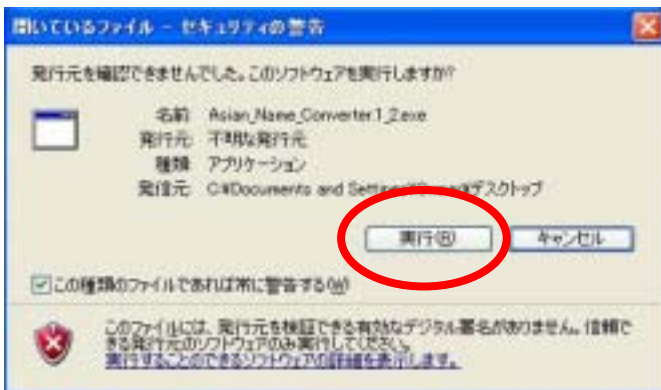 開いているファイル - セキュリティの警告
発行元を確認できませんでした。このソフトウェアを実行しますか?
名前 Asian_Name_Converter.1_2.exe
発行元: 不明な発行元
種類 アプリケーション
発信元: C:¥Documents and デスクトップ
実行(R) キャンセル
この種類のファイルであれば常に警告する(W)
このファイルには、発行元を検証できる有効なデジタル署名がありません。信頼で
きる発行元のソフトウェアのみ実行してください。
実行することのできるソフトウェアの詳細を表示します。